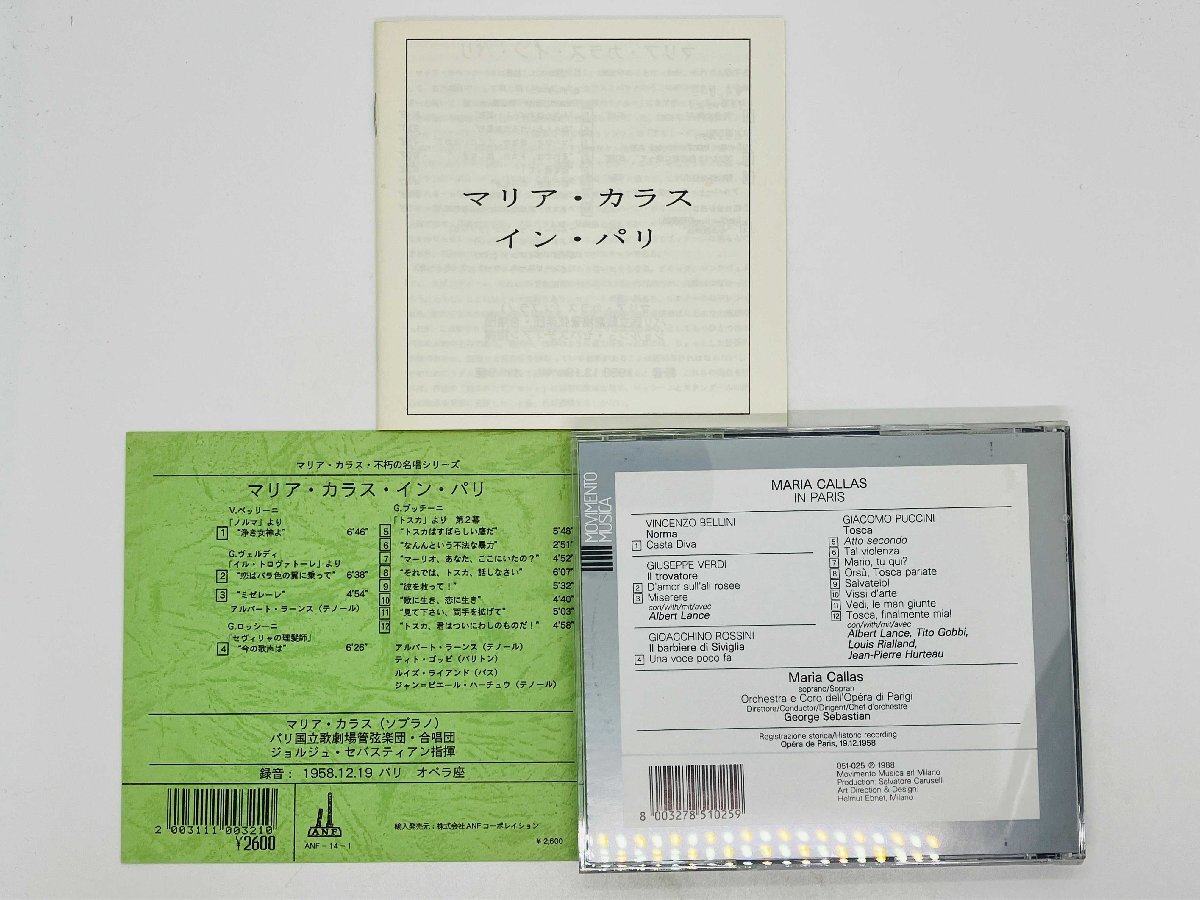 マリア・カラス
イン・パリ
マリア・カラス・不朽の名唱シリーズ
マリア・カラス・イン・パリ
V.ベッリーニ
「ノルマ」より
1 “浄き女神よ” 6'46"
G.ヴェルディ
「イル・トロヴァトーレ」より
2 “恋はバラ色の翼に乗って” 6'38"
3 “ミゼレーレ” 4'54"
アルバート・ラーンス（テノール）
G.ロッシーニ
「セヴィリャの理髪師」
4 “今の歌声は” 6'26"
G.プッチーニ
「トスカ」より 第2幕
5 “トスカはすばらしい鷹だ” 5'48"
6 “なんんという不法な暴力” 2'51"
7 “マーリオ、あなた、ここにいたの？” 4'52"
8 “それでは、トスカ、話しなさい” 6'07"
9 “彼を救って！” 5'32"
10 “歌に生き、恋に生き” 4'40"
11 “見て下さい、両手を拡げて” 5'03"
12 “トスカ、君はついにわしのものだ！” 4'58"
アルバート・ラーンス（テノール）
ティト・ゴッビ（バリトン）
ルイズ・ライアンド（バス）
ジャン＝ピエール・ハーチュウ（テノール）
マリア・カラス（ソプラノ）
パリ国立歌劇場管弦楽団・合唱団
ジョルジュ・セバスティアン指揮
録音： 1958.12.19 パリ オペラ座
2 003111 003210
¥2600
ANF
ANF-14-1
輸入発売元：株式会社ANFコーポレイション
¥2,600
MOVIMENTO
MUSICA
MARIA CALLAS
IN PARIS
VINCENZO BELLINI
Norma
1 Casta Diva
GIUSEPPE VERDI
Il trovatore
2 D'amor sull'ali rosee
3 Miserere
con/with/mit/avec
Albert Lance
GIOACCHINO ROSSINI
Il barbiere di Siviglia
4 Una voce poco fa
GIACOMO PUCCINI
Tosca
5 Atto secondo
6 Tal violenza
7 Mario, tu qui?
8 Orsù, Tosca parlate
9 Salvatelo!
10 Vissi d'arte
11 Vedi, le man giunte
12 Tosca, finalmente mia!
con/with/mit/avec
Albert Lance, Tito Gobbi,
Louis Rialland,
Jean-Pierre Hurteau
Maria Callas
soprano/Sopran
Orchestra e Coro dell'Opéra di Parigi
Direttore/Conductor/Dirigent/Chef d'orchestre
George Sebastian
Registrazione storica/Historic recording
Opéra de Paris, 19.12.1958
051-025 ℗ 1988
Movimento Musica srl Milano
Production: Salvatore Caruselli
Art Direction & Design:
Helmut Ebnet, Milano
8 003278 510259